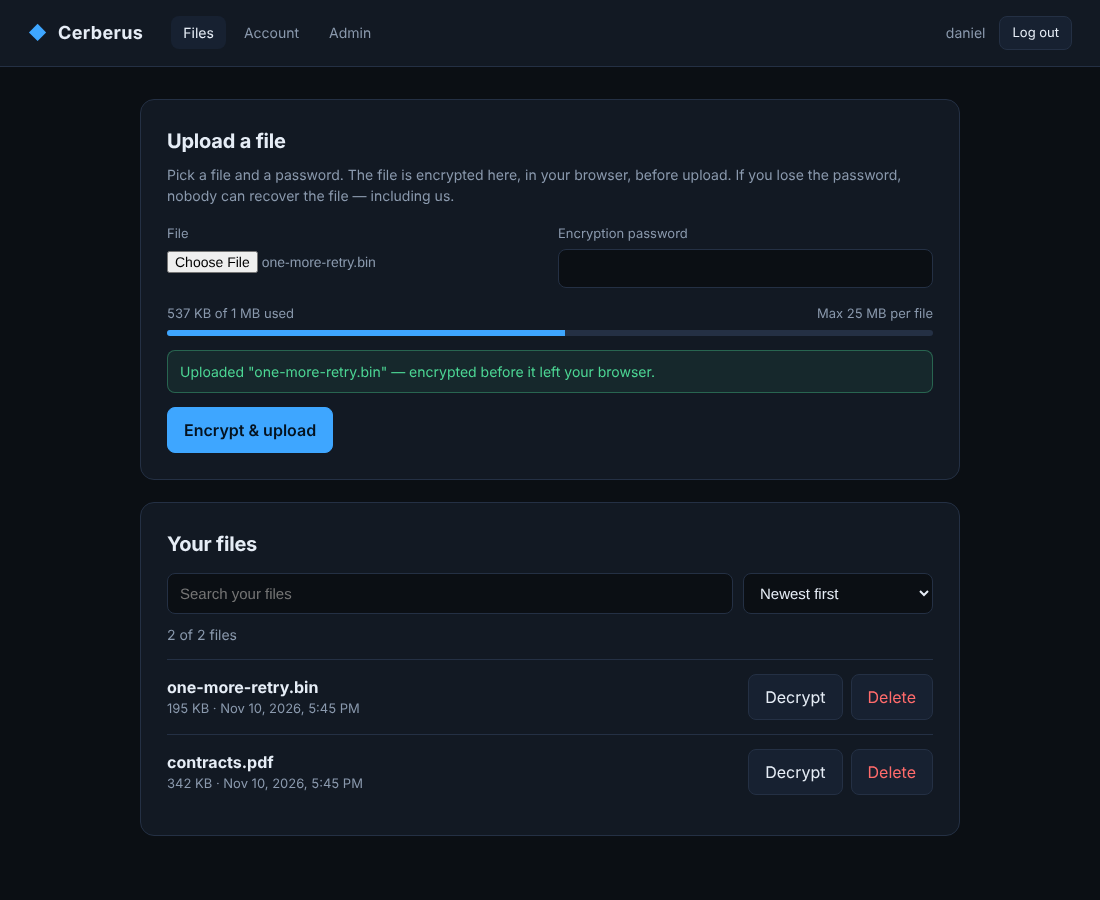 Cerberus
Files
Account
Admin
daniel
Log out
Upload a file
Pick a file and a password. The file is encrypted here, in your browser, before upload. If you lose the password,
nobody can recover the file — including us.
File
Encryption password
Choose File one-more-retry.bin
537 KB of 1 MB used
Max 25 MB per file
Uploaded "one-more-retry.bin" — encrypted before it left your browser.
Encrypt & upload
Your files
Search your files
Newest first
2 of 2 files
one-more-retry.bin
195 KB · Nov 10, 2026, 5:45 PM
Decrypt
Delete
contracts.pdf
342 KB · Nov 10, 2026, 5:45 PM
Decrypt
Delete